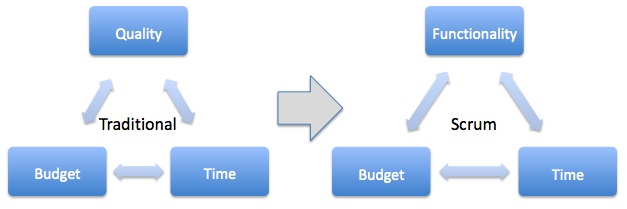 Quality
Traditional
Budget
Time
Functionality
Scrum
Budget
Time